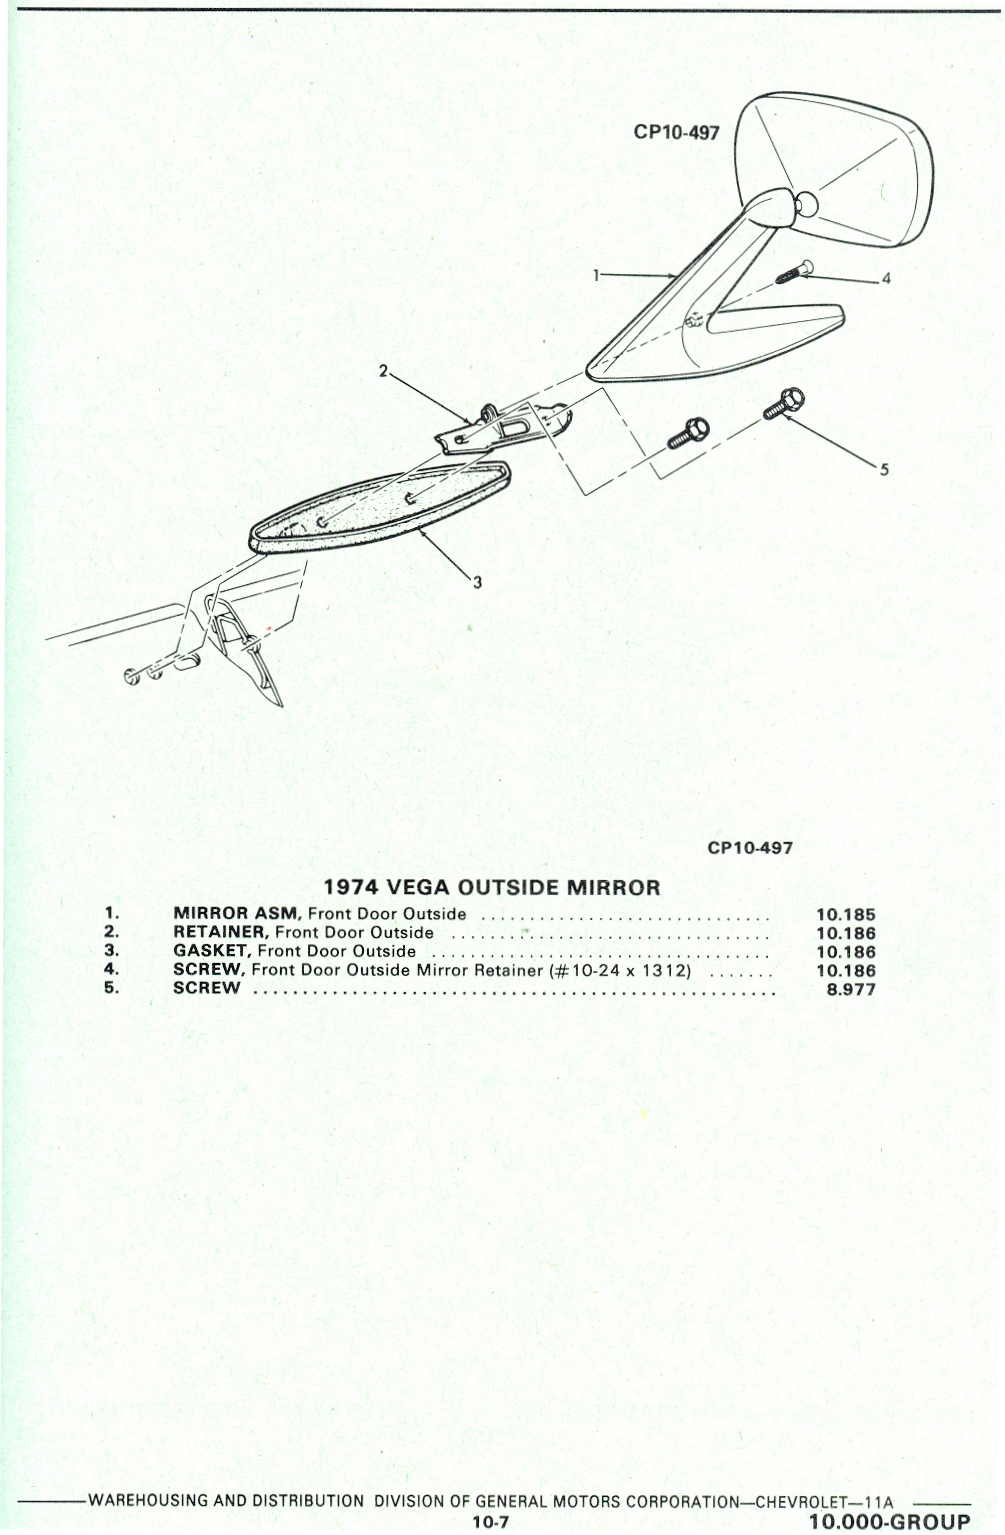 CP10-497
1
4
2
5
3
CP10-497
1974 VEGA OUTSIDE MIRROR
1. MIRROR ASM, Front Door Outside .............................. 10.185
2. RETAINER, Front Door Outside ................................. 10.186
3. GASKET, Front Door Outside ................................... 10.186
4. SCREW, Front Door Outside Mirror Retainer (#10-24 x 1312) ....... 10.186
5. SCREW ..................................................... 8.977
WAREHOUSING AND DISTRIBUTION DIVISION OF GENERAL MOTORS CORPORATION—CHEVROLET—11A
10-7 10.000-GROUP